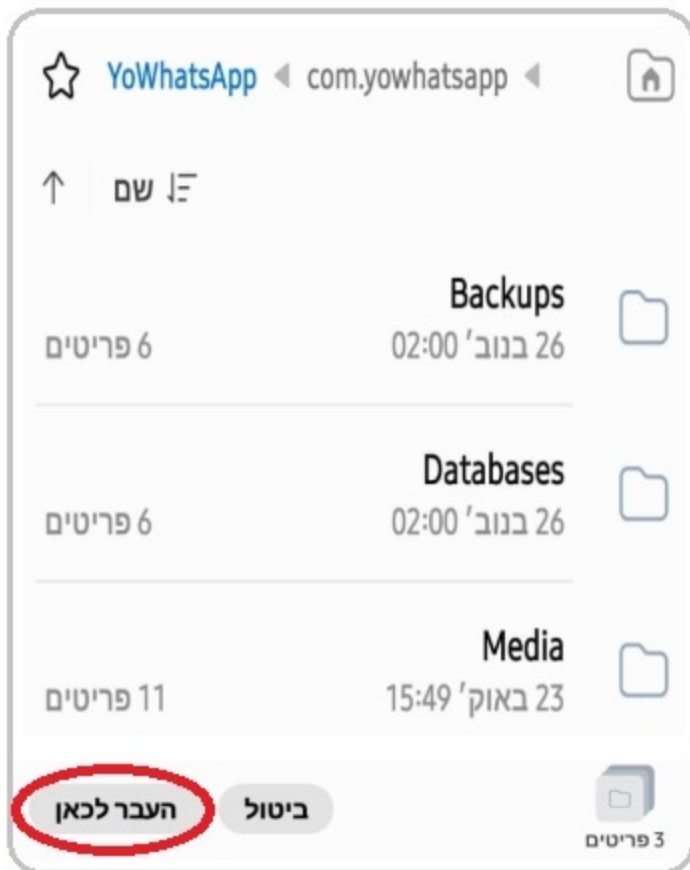 com.yowhatsapp ◀ YoWhatsApp
שם
Backups
26 בנוב׳ 02:00
6 פריטים
Databases
26 בנוב׳ 02:00
6 פריטים
Media
23 באוק׳ 15:49
11 פריטים
3 פריטים
ביטול
העבר לכאן